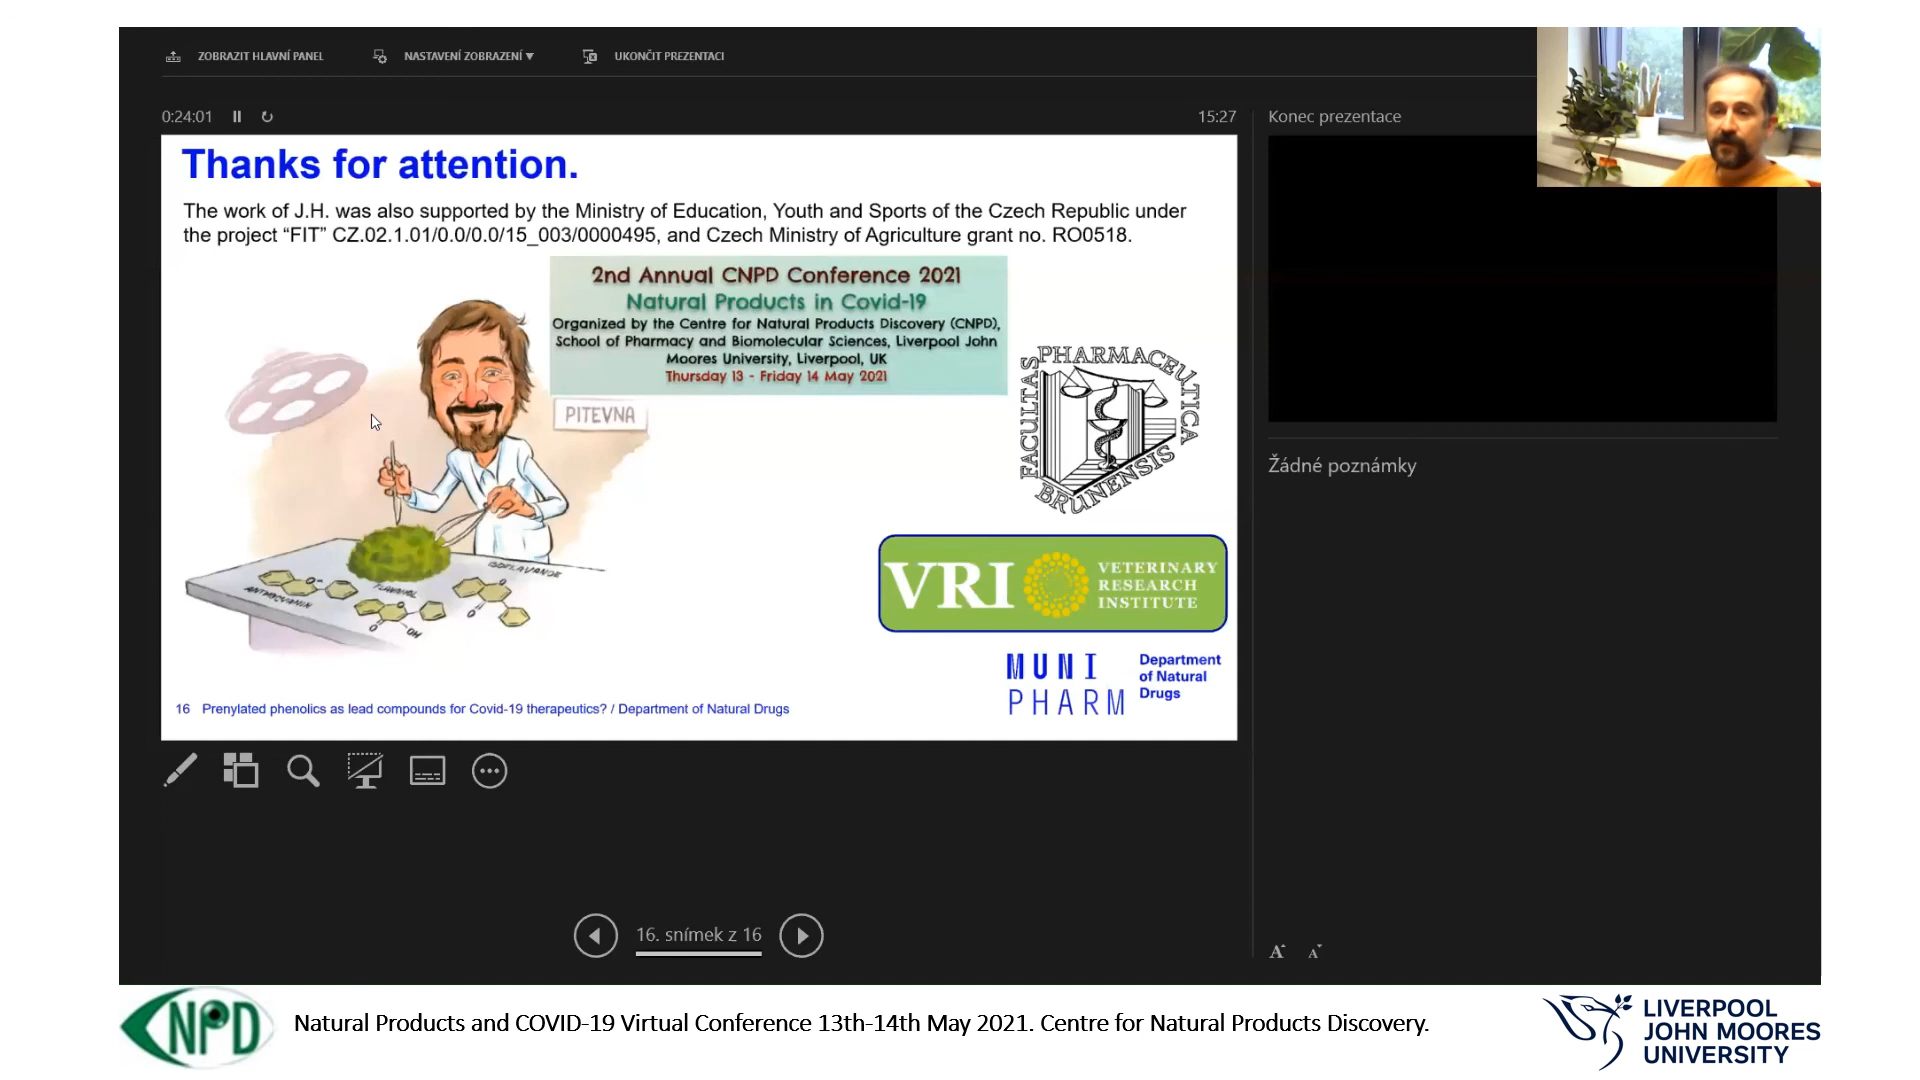 ZOBRAZIT HLAVNÍ PANEL
NASTAVENÍ ZOBRAZENÍ ▼
UKONČIT PREZENTACI
0:24:01
15:27
Konec prezentace
Thanks for attention.
The work of J.H. was also supported by the Ministry of Education, Youth and Sports of the Czech Republic under
the project “FIT” CZ.02.1.01/0.0/0.0/15_003/0000495, and Czech Ministry of Agriculture grant no. RO0518.
2nd Annual CNPD Conference 2021
Natural Products in Covid-19
Organized by the Centre for Natural Products Discovery (CNPD),
School of Pharmacy and Biomolecular Sciences, Liverpool John
Moores University, Liverpool, UK
Thursday 13 - Friday 14 May 2021
PITEVNA
FACULTAS
PHARMACEUTICA
BRUNENSIS
Žádné poznámky
VRI
VETERINARY
RESEARCH
INSTITUTE
O
O
OH
O
MUNI
PHARM
Department
of Natural
Drugs
16 Prenylated phenolics as lead compounds for Covid-19 therapeutics? / Department of Natural Drugs
16. snímek z 16
A A
CNPD
Natural Products and COVID-19 Virtual Conference 13th-14th May 2021. Centre for Natural Products Discovery.
LIVERPOOL
JOHN MOORES
UNIVERSITY